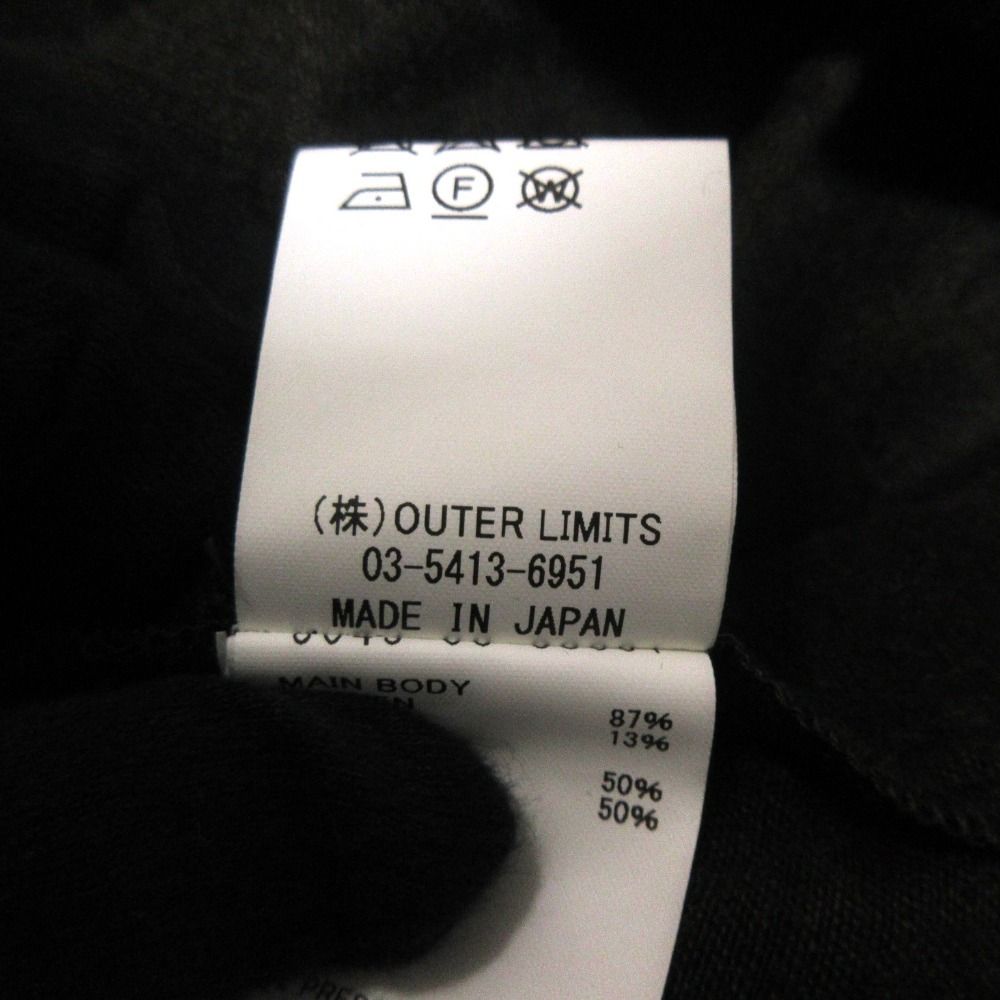 F
W
(株)OUTER LIMITS
03-5413-6951
MADE IN JAPAN
MAIN BODY
87%
13%
50%
50%